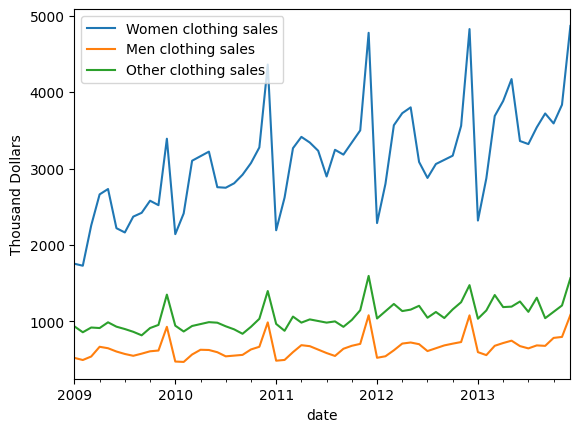 Women clothing sales
Men clothing sales
Other clothing sales
5000
4000
3000
2000
1000
Thousand Dollars
2009
2010
2011
2012
2013
date